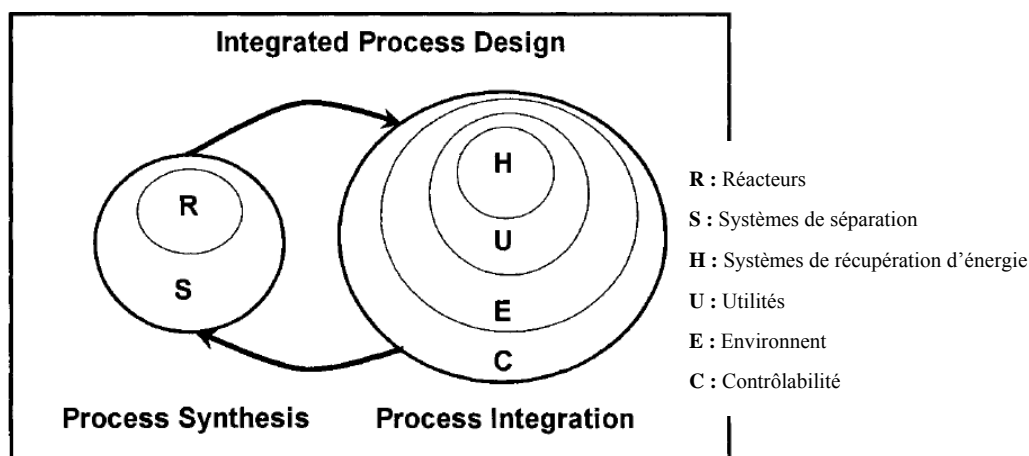 Integrated Process Design
R
S
H
U
E
C
Process Synthesis
Process Integration
R : Réacteurs
S : Systèmes de séparation
H : Systèmes de récupération d'énergie
U : Utilités
E : Environnent
C : Contrôlabilité